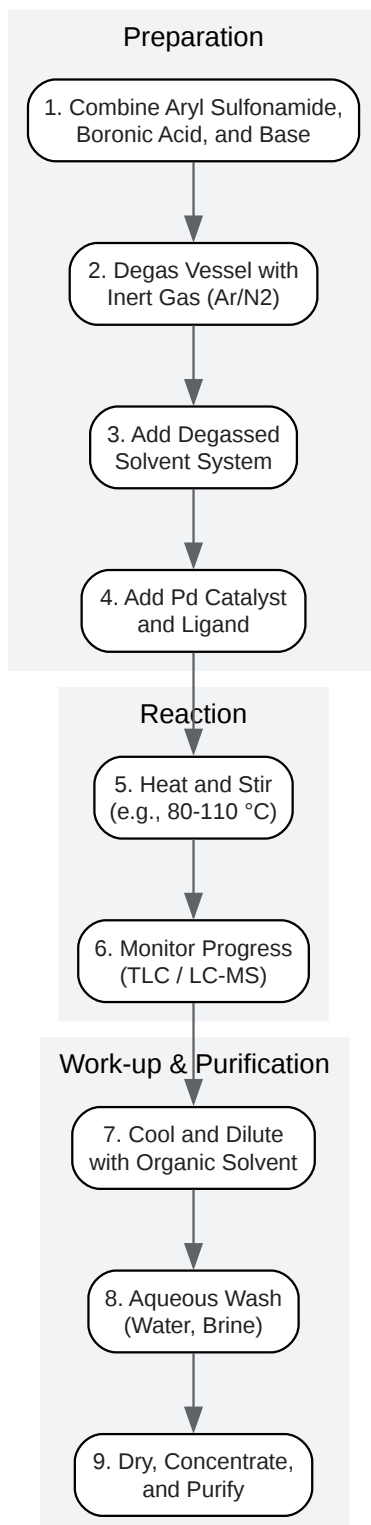 Preparation
1. Combine Aryl Sulfonamide,
Boronic Acid, and Base
2. Degas Vessel with
Inert Gas (Ar/N2)
3. Add Degassed
Solvent System
4. Add Pd Catalyst
and Ligand
Reaction
5. Heat and Stir
(e.g., 80-110 °C)
6. Monitor Progress
(TLC / LC-MS)
Work-up & Purification
7. Cool and Dilute
with Organic Solvent
8. Aqueous Wash
(Water, Brine)
9. Dry, Concentrate,
and Purify